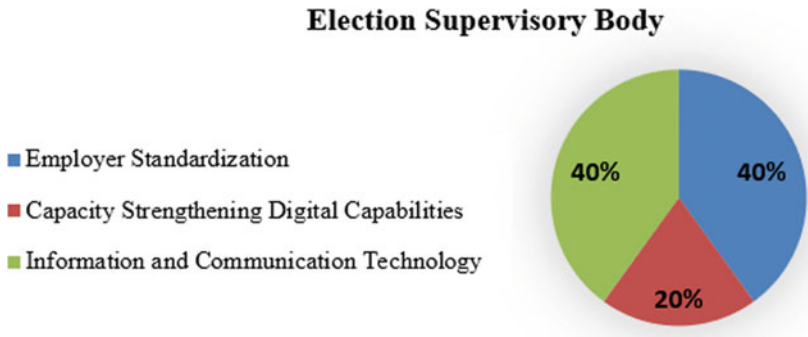 Election Supervisory Body
Employer Standardization
Capacity Strengthening Digital Capabilities
Information and Communication Technology
40%
40%
20%